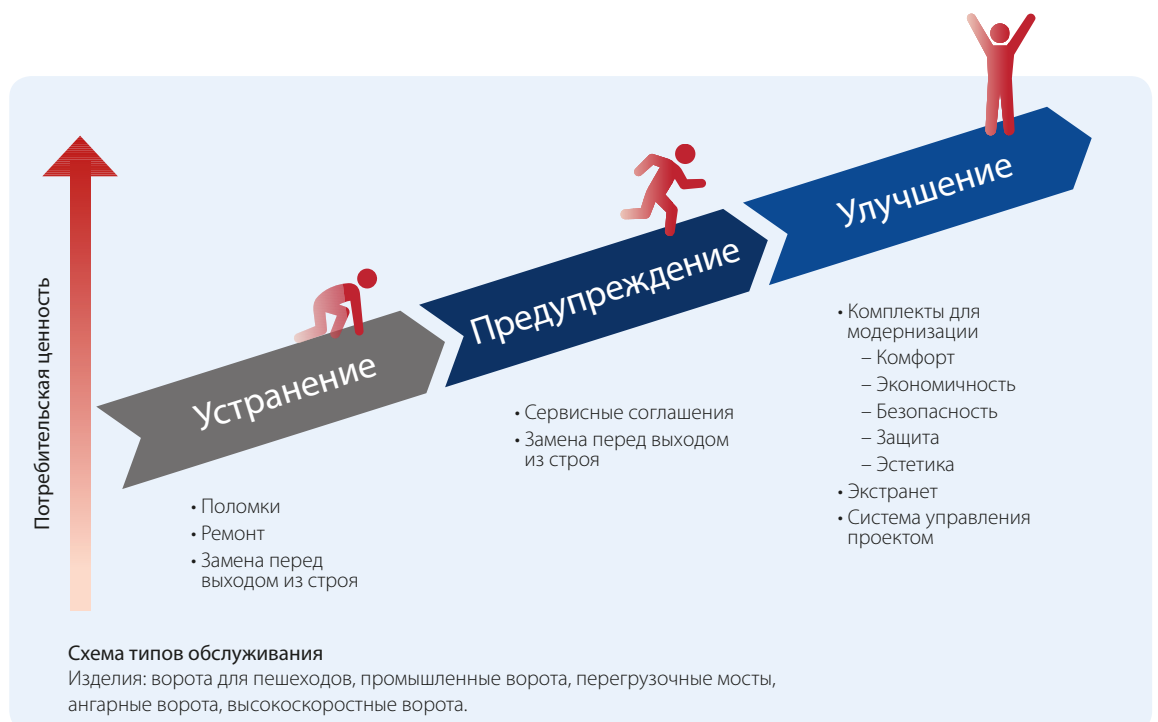 Потребительская ценность
Устранение
• Поломки
• Ремонт
• Замена перед
выходом из строя
Предупреждение
• Сервисные соглашения
• Замена перед выходом
из строя
Улучшение
• Комплекты для
модернизации
– Комфорт
– Экономичность
– Безопасность
– Защита
– Эстетика
• Экстранет
• Система управления
проектом
Схема типов обслуживания
Изделия: ворота для пешеходов, промышленные ворота, перегрузочные мосты,
ангарные ворота, высокоскоростные ворота.